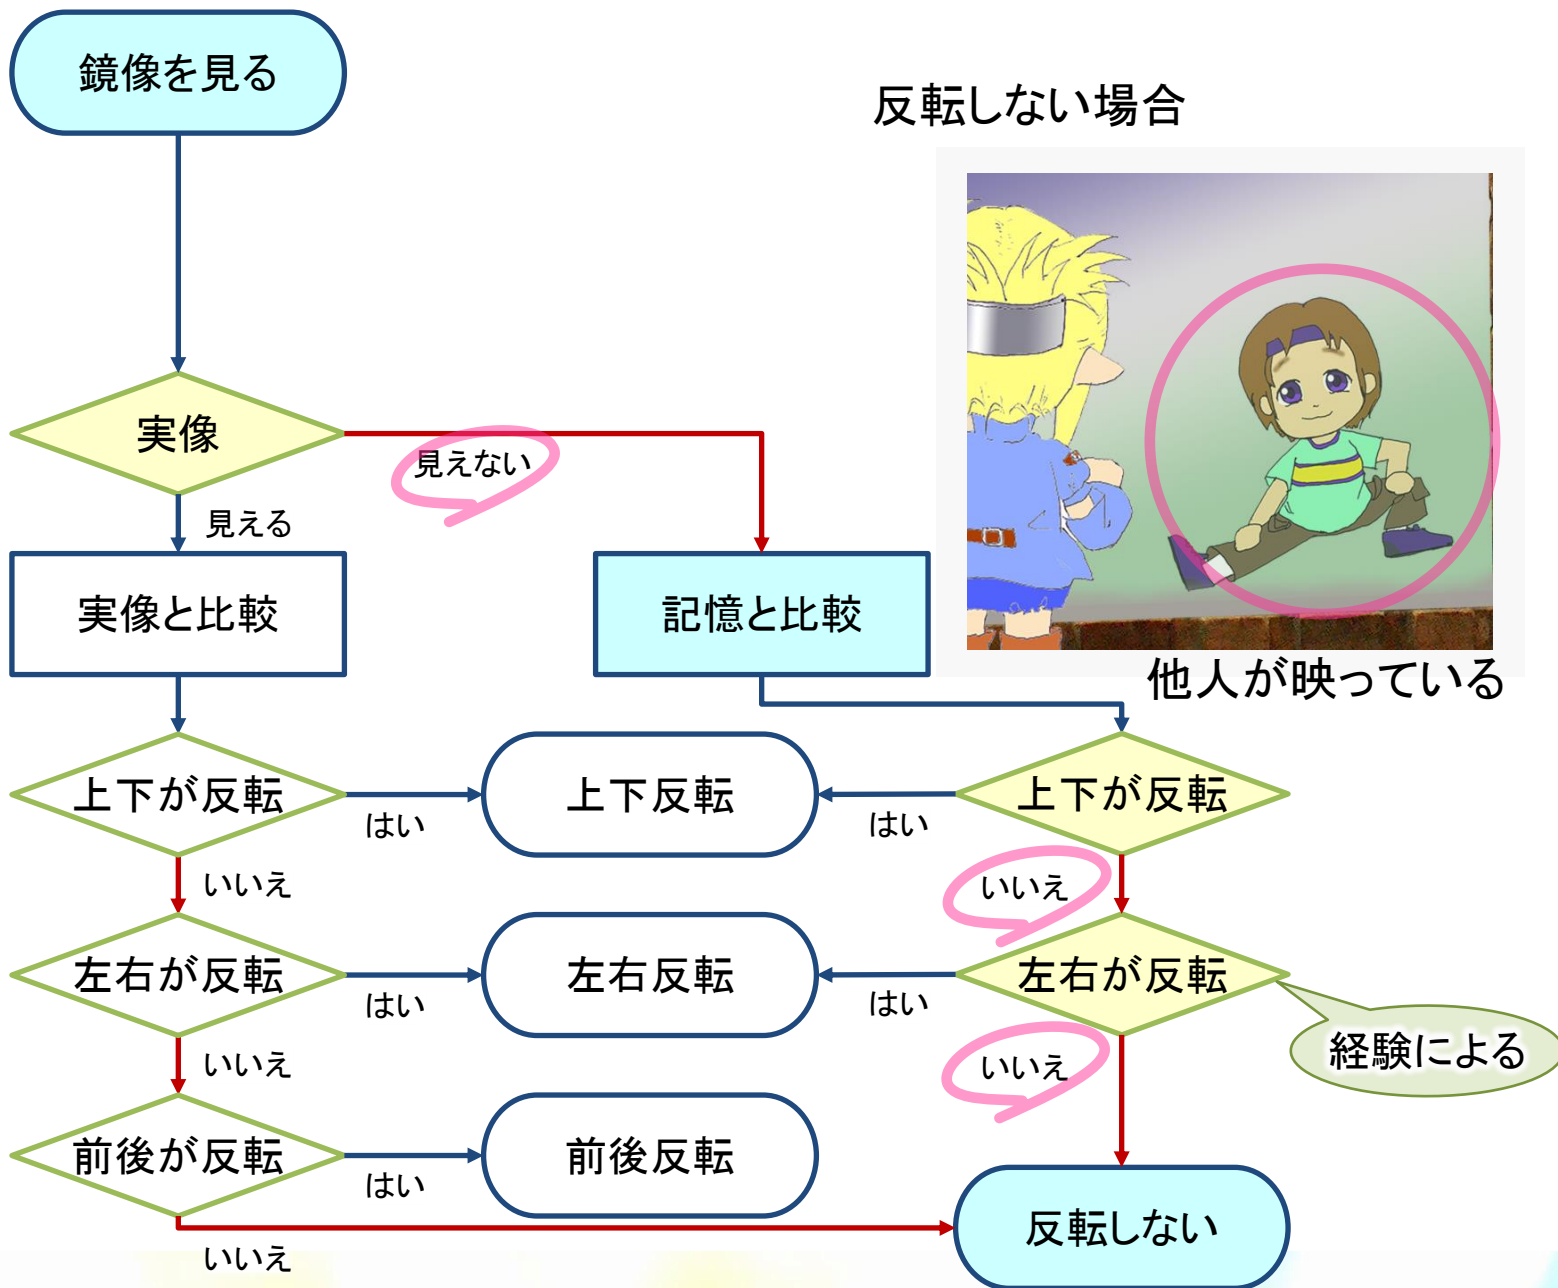 鏡像を見る
反転しない場合
実像
見えない
見える
実像と比較
記憶と比較
他人が映っている
上下が反転
はい
上下反転
はい
上下が反転
いいえ
いいえ
左右が反転
はい
左右反転
はい
左右が反転
経験による
いいえ
いいえ
前後が反転
はい
前後反転
反転しない
いいえ